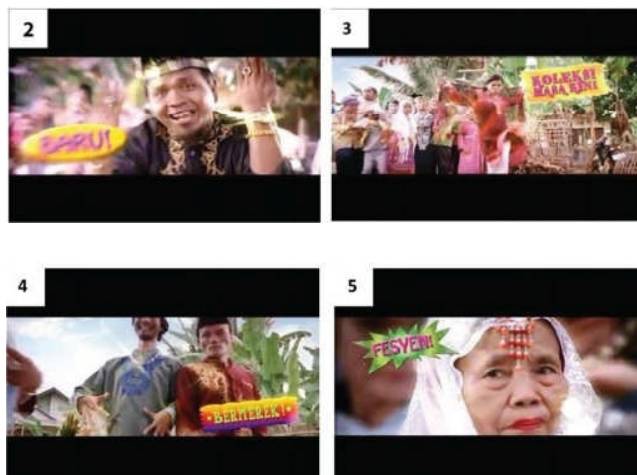 2
3
BARU!
KOLEKSI
MASA KINI
4
5
BERMEREK!
FESYEN!